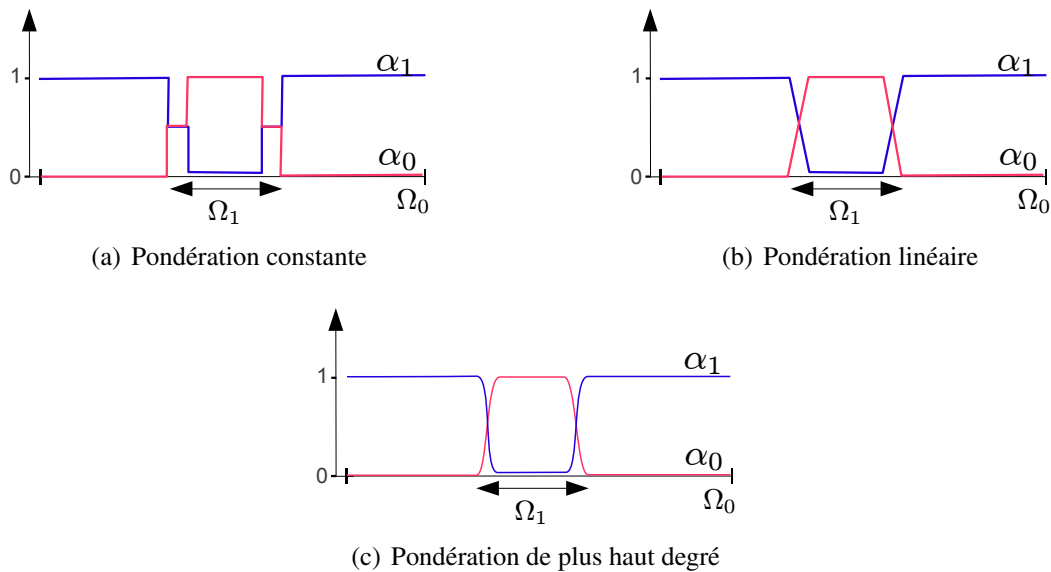 1
α₁
0
α₀
Ω₁
Ω₀
(a) Pondération constante
1
α₁
0
α₀
Ω₁
Ω₀
(b) Pondération linéaire
1
α₁
0
α₀
Ω₁
Ω₀
(c) Pondération de plus haut degré